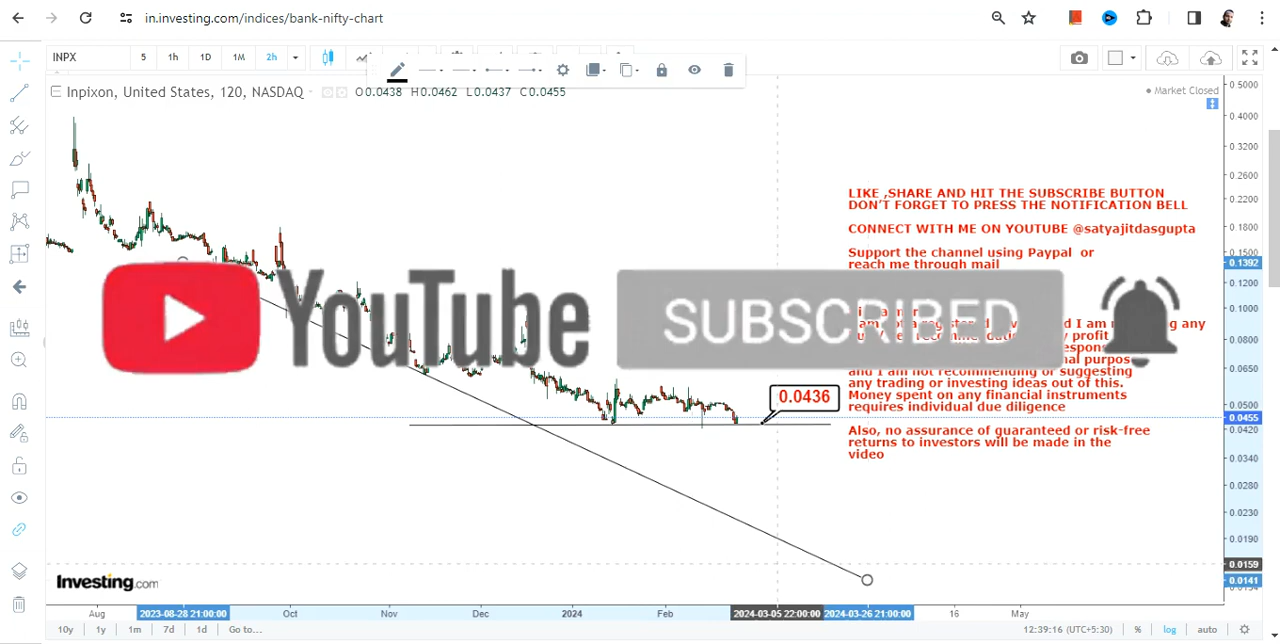 in.investing.com/indices/bank-nifty-chart
INPX
5
1h
1D
1M
2h
Inpixon, United States, 120, NASDAQ
O0.0438 H0.0462 L0.0437 C0.0455
Market Closed
LIKE ,SHARE AND HIT THE SUBSCRIBE BUTTON
DON'T FORGET TO PRESS THE NOTIFICATION BELL
CONNECT WITH ME ON YOUTUBE @satyajitdasgupta
Support the channel using Paypal or
reach me through mail
YouTube
SUBSCRIBED
any
profit
and I am not recommending or suggesting
any trading or investing ideas out of this.
Money spent on any financial instruments
requires individual due diligence
Also, no assurance of guaranteed or risk-free
returns to investors will be made in the
video
0.0436
0.5000
0.4000
0.3200
0.2600
0.2200
0.1800
0.1500
0.1392
0.1200
0.1000
0.0800
0.0650
0.0500
0.0455
0.0420
0.0340
0.0280
0.0230
0.0190
0.0159
0.0141
Investing.com
Aug
2023-08-28 21:00:00
Oct
Nov
Dec
2024
Feb
2024-03-05 22:00:00
2024-03-26 21:00:00
16
May
10y
1y
1m
7d
1d
Go to...
12:39:16 (UTC+5:30)
%
log
auto